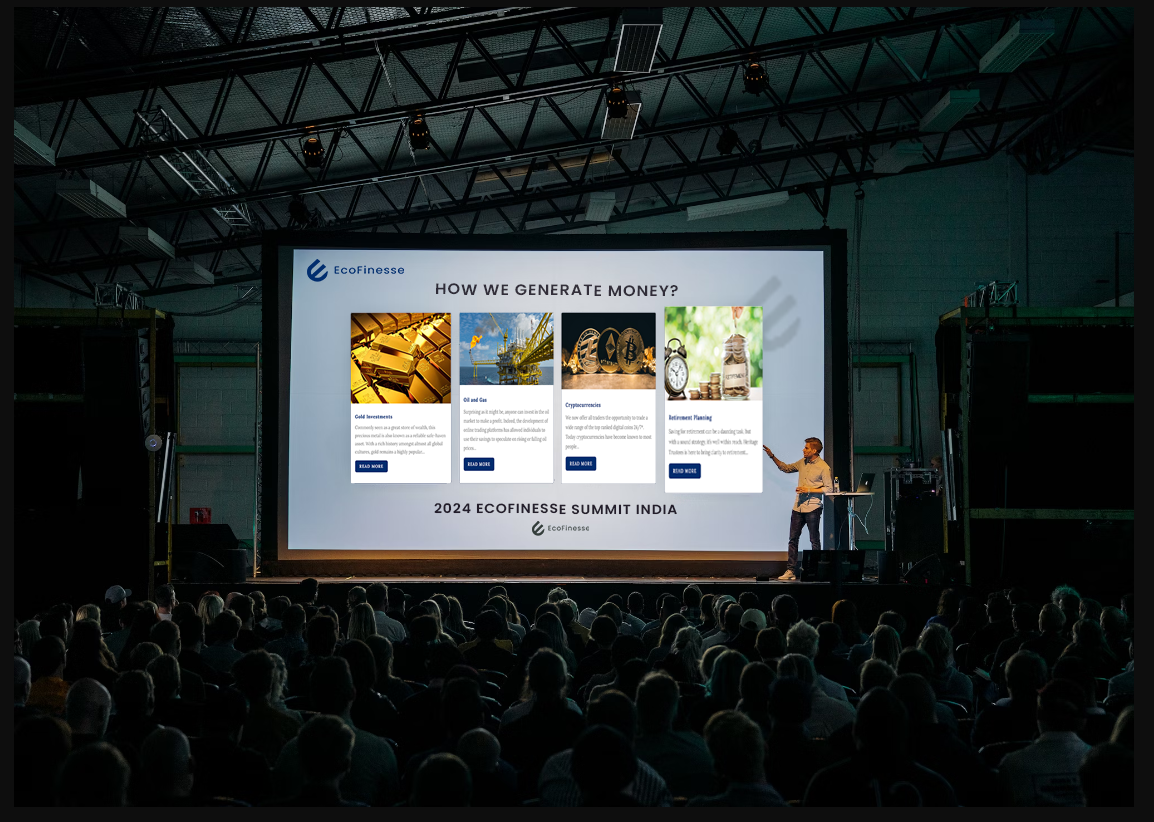 EcoFinesse
HOW WE GENERATE MONEY?
RETIREMENT
Gold Investments
Commonly seen as a great store of wealth, this
precious metal is also known as a reliable safe-haven
asset. With a rich history amongst almost all global
cultures, gold remains a highly popular...
READ MORE
Oil and Gas
Surprising as it might be, anyone can invest in the oil
market to make a profit. Indeed, the development of
online trading platforms has allowed individuals to
use their savings to speculate on rising or falling oil
prices...
READ MORE
Cryptocurrencies
We now offer all traders the opportunity to trade a
wide range of the top ranked digital coins 24/7*.
Today cryptocurrencies have become known to most
people...
READ MORE
Retirement Planning
Saving for retirement can be a daunting task, but
with a sound strategy, it's well within reach. Heritage
Trustees is here to bring clarity to retirement...
READ MORE
2024 ECOFINESSE SUMMIT INDIA
EcoFinesse